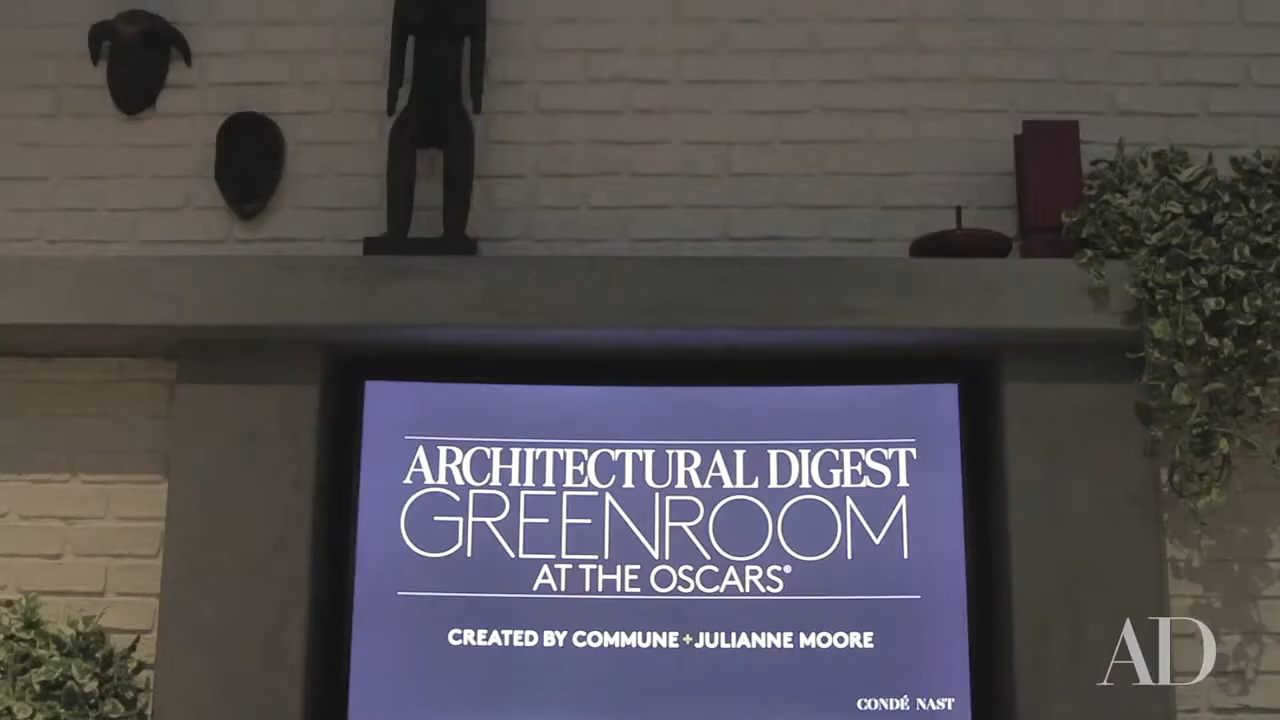 ARCHITECTURAL DIGEST
GREENROOM
AT THE OSCARS®
CREATED BY COMMUNE + JULIANNE MOORE
CONDÉ NAST
AD